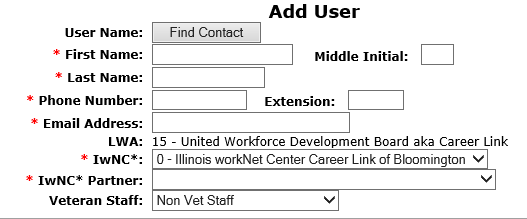 Add User
User Name: Find Contact
* First Name: Middle Initial:
* Last Name:
* Phone Number: Extension:
* Email Address:
LWA: 15 - United Workforce Development Board aka Career Link
* IwNC*: 0 - Illinois workNet Center Career Link of Bloomington
* IwNC* Partner:
Veteran Staff: Non Vet Staff